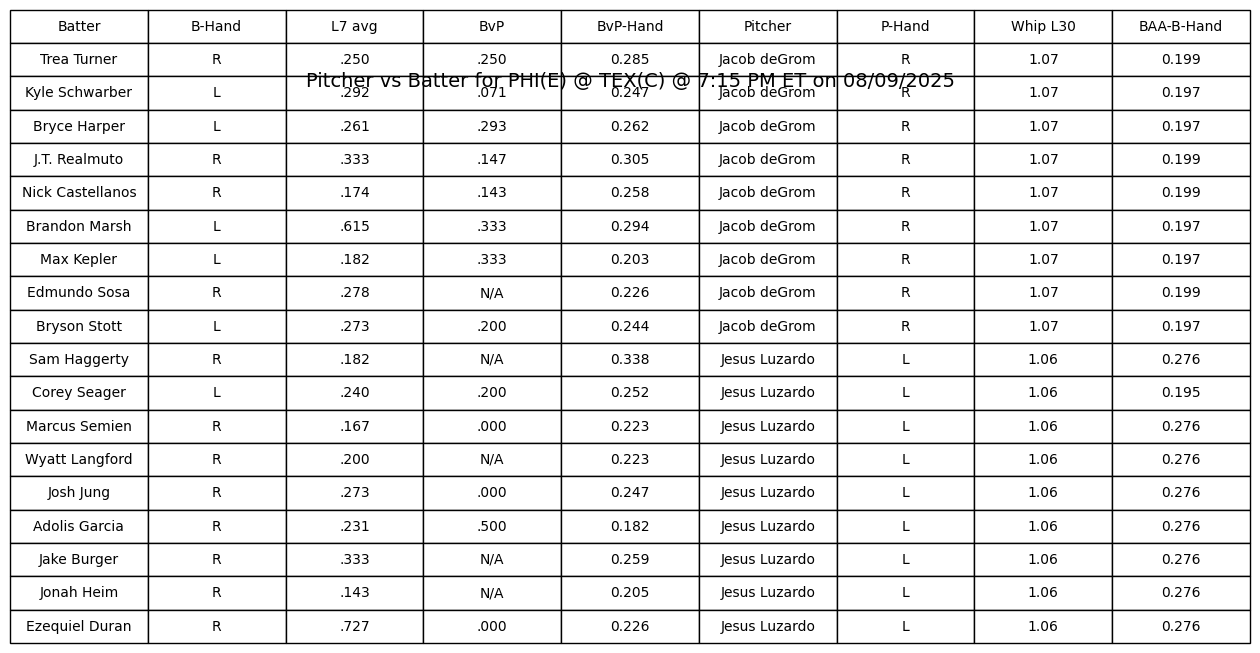 Batter B-Hand L7 avg BvP BvP-Hand Pitcher P-Hand Whip L30 BAA-B-Hand
Trea Turner R .250 .250 0.285 Jacob deGrom R 1.07 0.199
Pitcher vs Batter for PHI(E) @ TEX(C) @ 7:15 PM ET on 08/09/2025
Kyle Schwarber L .292 .071 0.247 Jacob deGrom R 1.07 0.197
Bryce Harper L .261 .293 0.262 Jacob deGrom R 1.07 0.197
J.T. Realmuto R .333 .147 0.305 Jacob deGrom R 1.07 0.199
Nick Castellanos R .174 .143 0.258 Jacob deGrom R 1.07 0.199
Brandon Marsh L .615 .333 0.294 Jacob deGrom R 1.07 0.197
Max Kepler L .182 .333 0.203 Jacob deGrom R 1.07 0.197
Edmundo Sosa R .278 N/A 0.226 Jacob deGrom R 1.07 0.199
Bryson Stott L .273 .200 0.244 Jacob deGrom R 1.07 0.197
Sam Haggerty R .182 N/A 0.338 Jesus Luzardo L 1.06 0.276
Corey Seager L .240 .200 0.252 Jesus Luzardo L 1.06 0.195
Marcus Semien R .167 .000 0.223 Jesus Luzardo L 1.06 0.276
Wyatt Langford R .200 N/A 0.223 Jesus Luzardo L 1.06 0.276
Josh Jung R .273 .000 0.247 Jesus Luzardo L 1.06 0.276
Adolis Garcia R .231 .500 0.182 Jesus Luzardo L 1.06 0.276
Jake Burger R .333 N/A 0.259 Jesus Luzardo L 1.06 0.276
Jonah Heim R .143 N/A 0.205 Jesus Luzardo L 1.06 0.276
Ezequiel Duran R .727 .000 0.226 Jesus Luzardo L 1.06 0.276